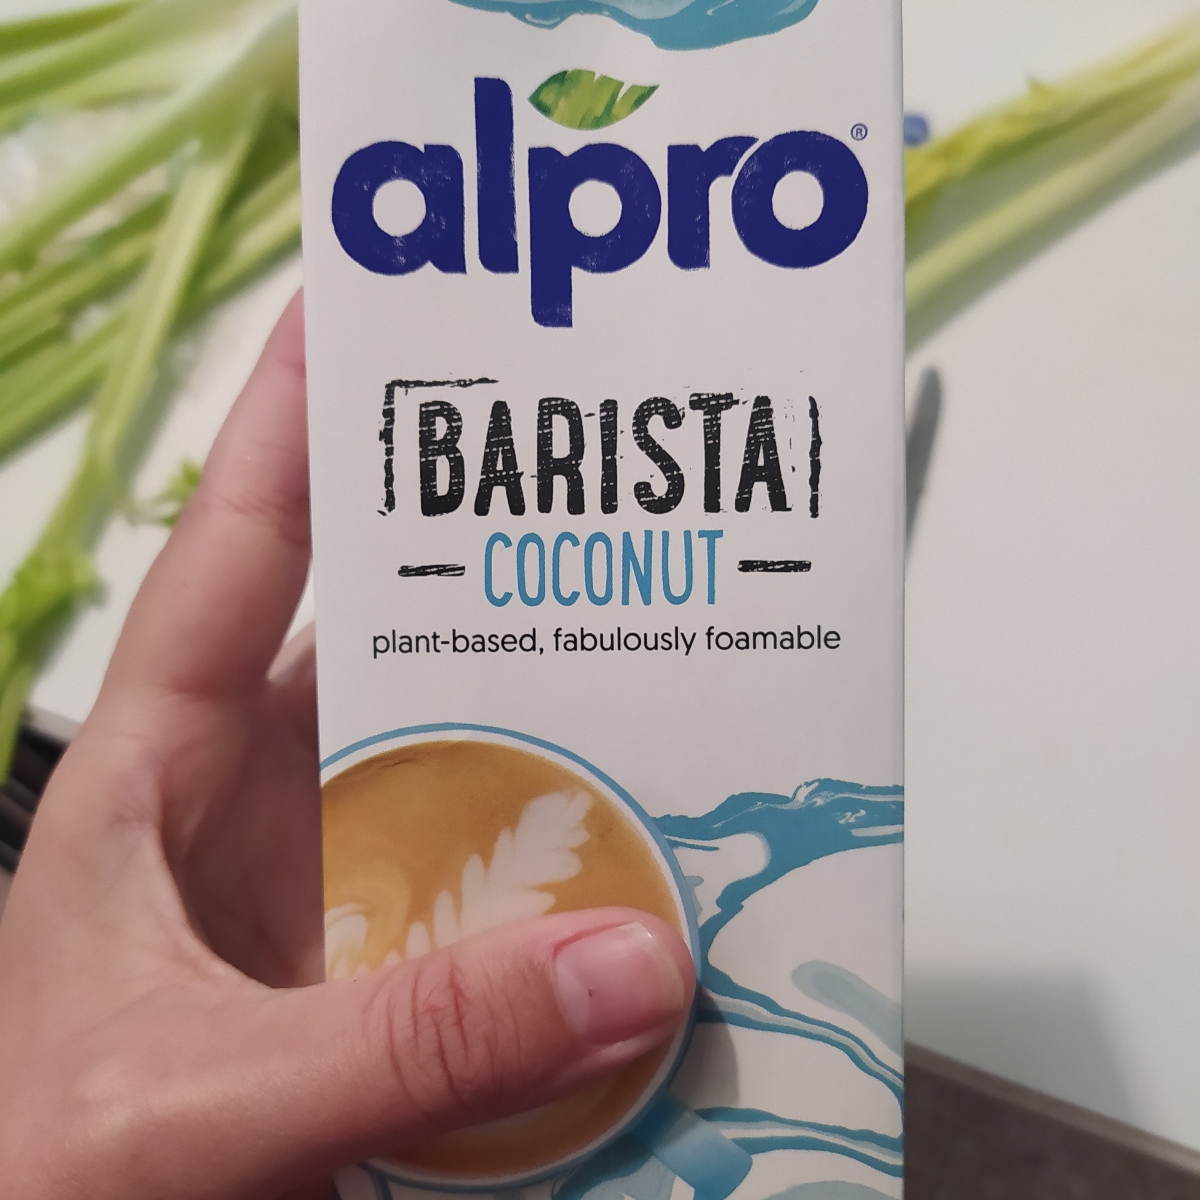 alpro®
BARISTA
COCONUT
plant-based, fabulously foamable